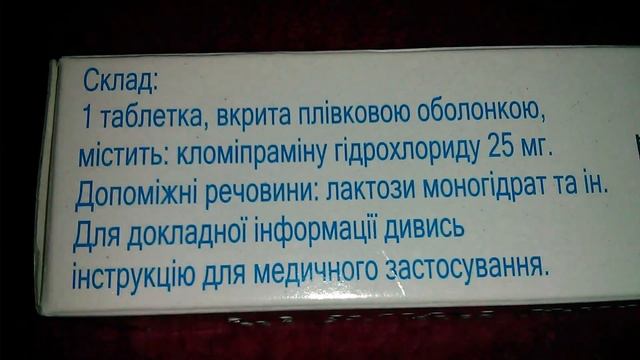 Склад:
1 таблетка, вкрита плівковою оболонкою,
містить: кломіпраміну гідрохлориду 25 мг.
Допоміжні речовини: лактози моногідрат та ін.
Для докладної інформації дивись
інструкцію для медичного застосування.